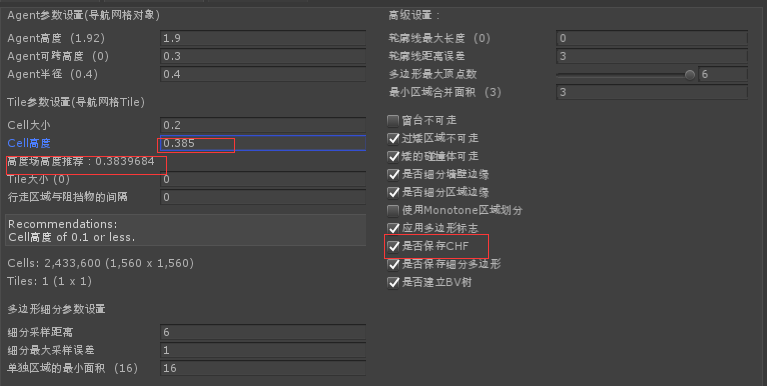 Agent参数设置(导航网格对象)
Agent高度 (1.92) 1.9
Agent可跨高度 (0) 0.3
Agent半径 (0.4) 0.4
Tile参数设置(导航网格Tile)
Cell大小 0.2
Cell高度 0.385
高度场高度推荐：0.3839684
Tile大小 (0) 0
行走区域与阻挡物的间隔 0
Recommendations:
Cell高度 of 0.1 or less.
Cells: 2,433,600 (1,560 x 1,560)
Tiles: 1 (1 x 1)
多边形细分参数设置
细分采样距离 6
细分最大采样误差 1
单独区域的最小面积 (16) 16
高级设置：
轮廓线最大长度 (0) 0
轮廓线距离误差 3
多边形最大顶点数 6
最小区域合并面积 (3) 3
窗台不可走
过矮区域不可走
矮的碰撞体可走
是否细分墙壁边缘
是否细分区域边缘
使用Monotone区域划分
应用多边形标志
是否保存CHF
是否保存细分多边形
是否建立BV树